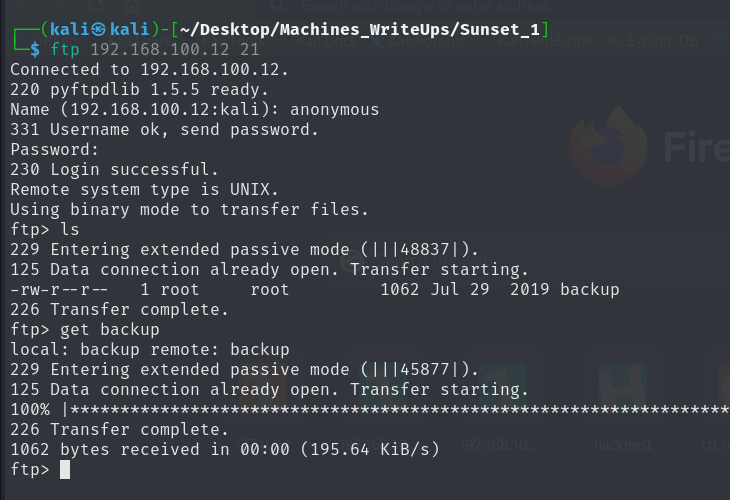 ┌──(kali㉿kali)-[~/Desktop/Machines_WriteUps/Sunset_1]
└─$ ftp 192.168.100.12 21
Connected to 192.168.100.12.
220 pyftpdlib 1.5.5 ready.
Name (192.168.100.12:kali): anonymous
331 Username ok, send password.
Password:
230 Login successful.
Remote system type is UNIX.
Using binary mode to transfer files.
ftp> ls
229 Entering extended passive mode (|||48837|).
125 Data connection already open. Transfer starting.
-rw-r--r--   1 root     root         1062 Jul 29  2019 backup
226 Transfer complete.
ftp> get backup
local: backup remote: backup
229 Entering extended passive mode (|||45877|).
125 Data connection already open. Transfer starting.
100% |******************************************************************
226 Transfer complete.
1062 bytes received in 00:00 (195.64 KiB/s)
ftp>
Search with Google or enter address
Kali Forums
NetHunter
Exploit-DB
Fire
192.168.10...
hacknest
ctf.